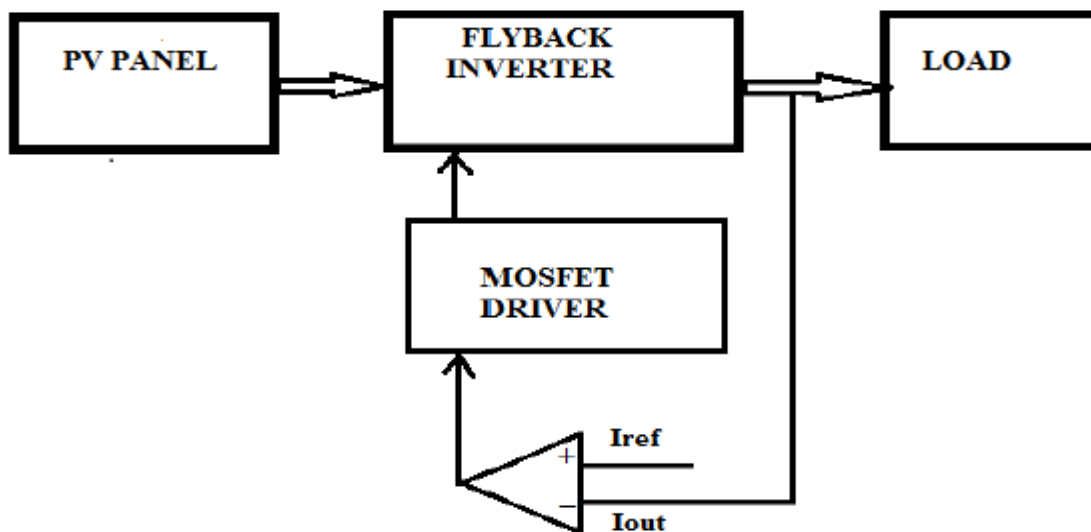 PV PANEL
FLYBACK
INVERTER
LOAD
MOSFET
DRIVER
+
Iref
−
Iout